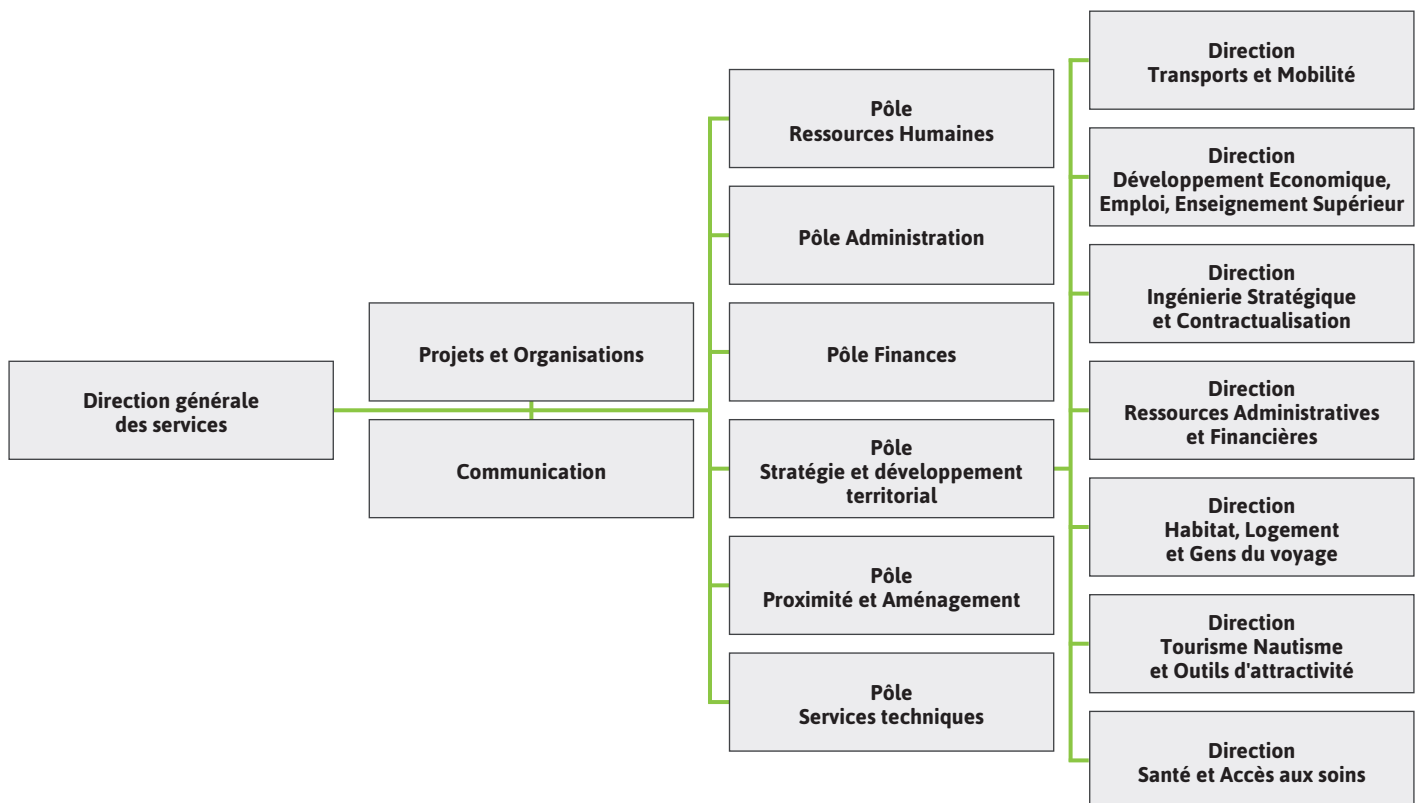 Direction générale
des services
Projets et Organisations
Communication
Pôle
Ressources Humaines
Pôle Administration
Pôle Finances
Pôle
Stratégie et développement
territorial
Pôle
Proximité et Aménagement
Pôle
Services techniques
Direction
Transports et Mobilité
Direction
Développement Economique,
Emploi, Enseignement Supérieur
Direction
Ingénierie Stratégique
et Contractualisation
Direction
Ressources Administratives
et Financières
Direction
Habitat, Logement
et Gens du voyage
Direction
Tourisme Nautisme
et Outils d'attractivité
Direction
Santé et Accès aux soins